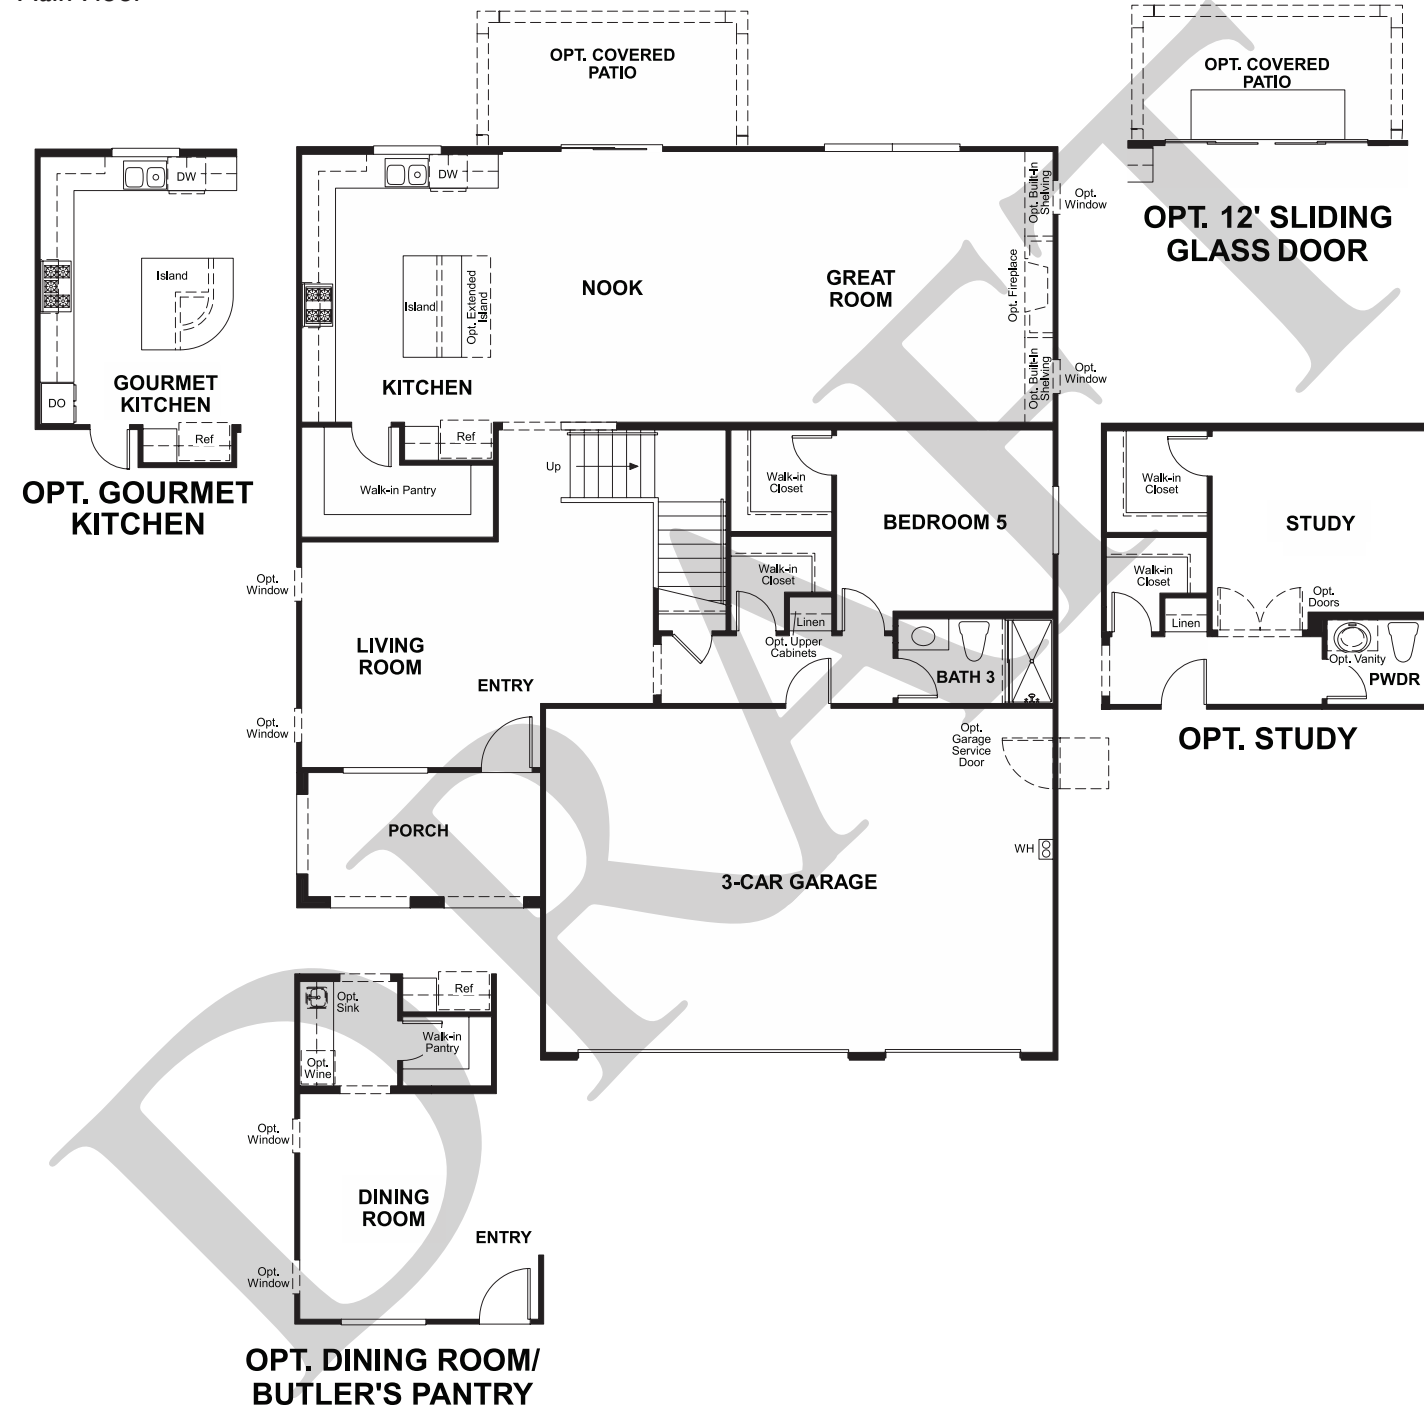 OPT. COVERED
PATIO
OPT. COVERED
PATIO
OPT. 12' SLIDING
GLASS DOOR
DW
Island
GOURMET
KITCHEN
DO
Ref
OPT. GOURMET
KITCHEN
DW
Island
Opt. Extended
Island
KITCHEN
NOOK
GREAT
ROOM
Opt. Built-In
Shelving
Opt. Fireplace
Opt. Built-In
Shelving
Opt.
Window
Opt.
Window
Ref
Walk-in Pantry
Up
Walk-in
Closet
BEDROOM 5
Walk-in
Closet
Linen
Opt. Upper
Cabinets
BATH 3
Opt.
Window
Opt.
Window
LIVING
ROOM
ENTRY
Walk-in
Closet
STUDY
Walk-in
Closet
Linen
Opt.
Doors
Opt. Vanity
PWDR
OPT. STUDY
Opt.
Garage
Service
Door
PORCH
WH
3-CAR GARAGE
Opt.
Sink
Ref
Walk-in
Pantry
Opt.
Wine
Opt.
Window
Opt.
Window
DINING
ROOM
ENTRY
OPT. DINING ROOM/
BUTLER'S PANTRY
DRAFT